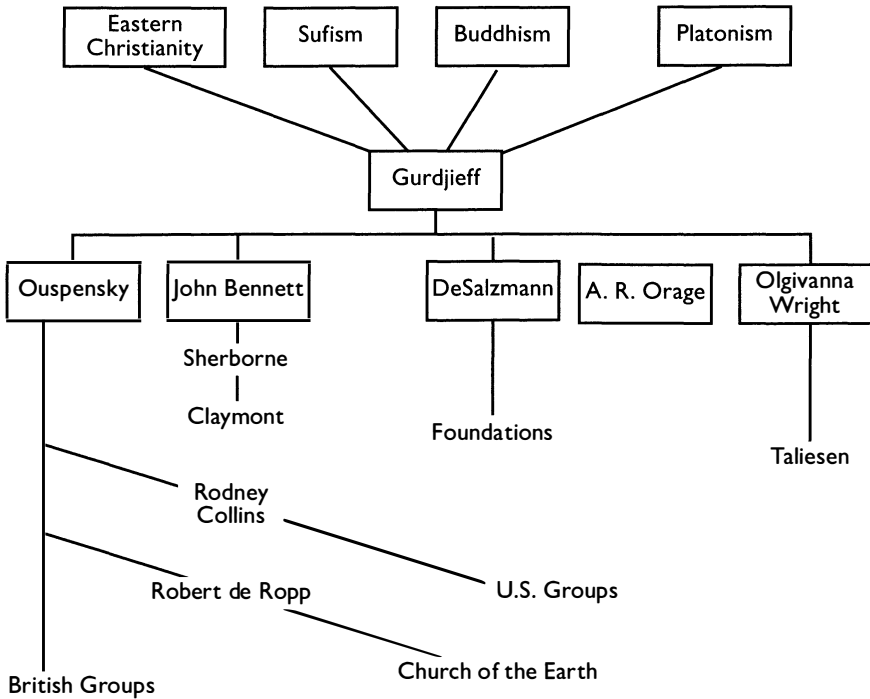 Eastern
Christianity
Sufism
Buddhism
Platonism
Gurdjieff
Ouspensky
John Bennett
DeSalzmann
A. R. Orage
Olgivanna
Wright
Sherborne
Claymont
Foundations
Taliesen
Rodney
Collins
Robert de Ropp
U.S. Groups
Church of the Earth
British Groups